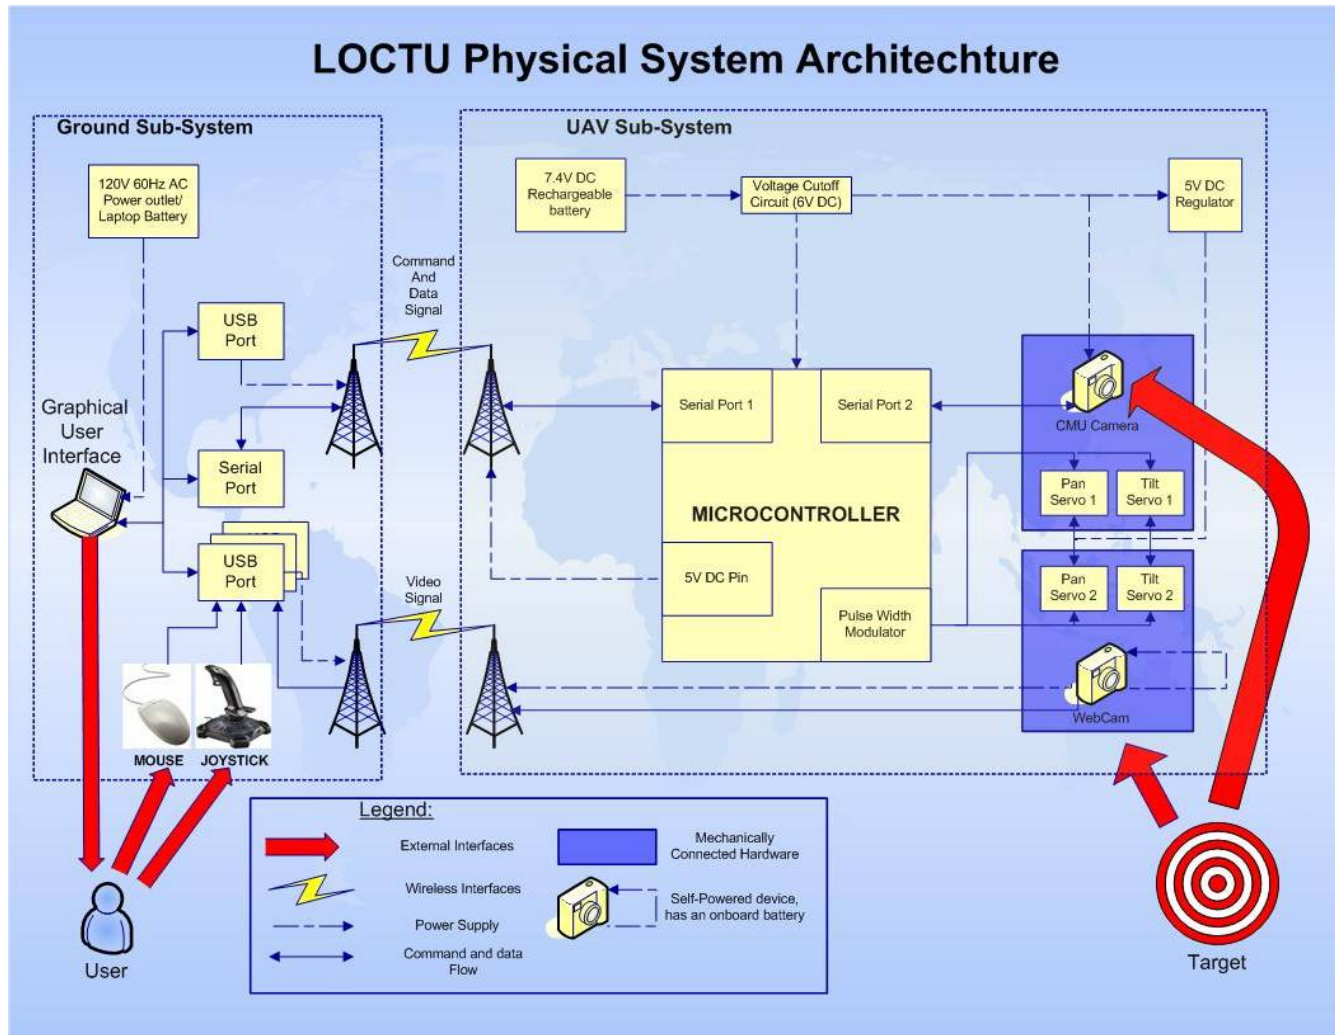 LOCTU Physical System Architechture
Ground Sub-System
UAV Sub-System
120V 60Hz AC
Power outlet/
Laptop Battery
7.4V DC
Rechargeable
battery
Voltage Cutoff
Circuit (6V DC)
5V DC
Regulator
Command
And
Data
Signal
USB
Port
Graphical
User
Interface
Serial
Port
USB
Port
Serial Port 1
Serial Port 2
MICROCONTROLLER
5V DC Pin
Pulse Width
Modulator
CMU Camera
Pan
Servo 1
Tilt
Servo 1
Pan
Servo 2
Tilt
Servo 2
WebCam
Video
Signal
MOUSE
JOYSTICK
User
Target
Legend:
External Interfaces
Wireless Interfaces
Power Supply
Command and data
Flow
Mechanically
Connected Hardware
Self-Powered device,
has an onboard battery